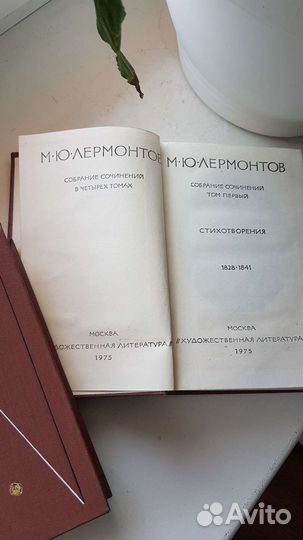 М·Ю·ЛЕРМОНТОВ
СОБРАНИЕ СОЧИНЕНИЙ
В ЧЕТЫРЕХ ТОМАХ
МОСКВА
ХУДОЖЕСТВЕННАЯ ЛИТЕРАТУРА
1975
М·Ю·ЛЕРМОНТОВ
СОБРАНИЕ СОЧИНЕНИЙ
ТОМ ПЕРВЫЙ
СТИХОТВОРЕНИЯ
1828-1841
МОСКВА
ХУДОЖЕСТВЕННАЯ ЛИТЕРАТУРА
1975
Avito